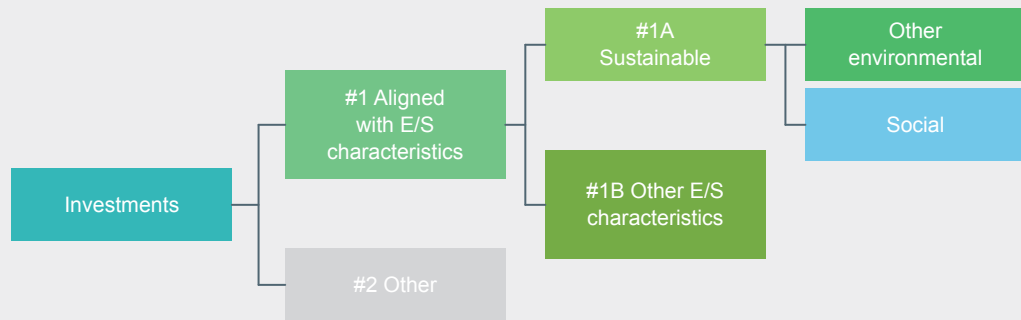 Investments
#1 Aligned
with E/S
characteristics
#2 Other
#1A
Sustainable
#1B Other E/S
characteristics
Other
environmental
Social